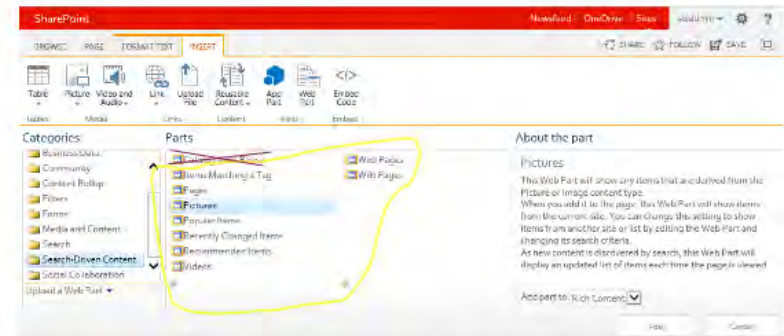 SharePoint
Newsfeed OneDrive Sites
BROWSE PAGE FORMAT TEXT INSERT
SHARE FOLLOW SAVE
Table Picture Video and Audio Link Upload File Reusable Content App Part Web Part Embed Code
Tables Media Links Content Parts Embed
Categories
Business Data
Community
Content Rollup
Filters
Forms
Media and Content
Search
Search-Driven Content
Social Collaboration
Upload a Web Part
Parts
Items Matching a Tag
Pages
Pictures
Popular Items
Recently Changed Items
Recommended Items
Videos
Web Pages
Wiki Pages
About the part
Pictures
This Web Part will show any items that are derived from the
Picture or Image content type.
When you add it to the page, this Web Part will show items
from the current site. You can change this setting to show
items from another site or list by editing the Web Part and
changing its search criteria.
As new content is discovered by search, this Web Part will
display an updated list of items each time the page is viewed
Add part to: Rich Content
Add Cancel